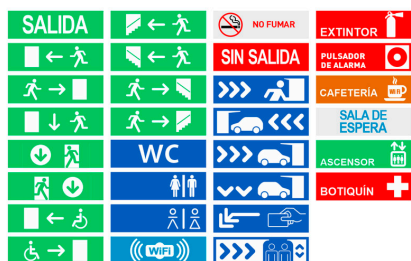 SALIDA
NO FUMAR
EXTINTOR
SIN SALIDA
PULSADOR
DE ALARMA
CAFETERÍA
SALA DE
ESPERA
WC
ASCENSOR
BOTIQUÍN
WiFi